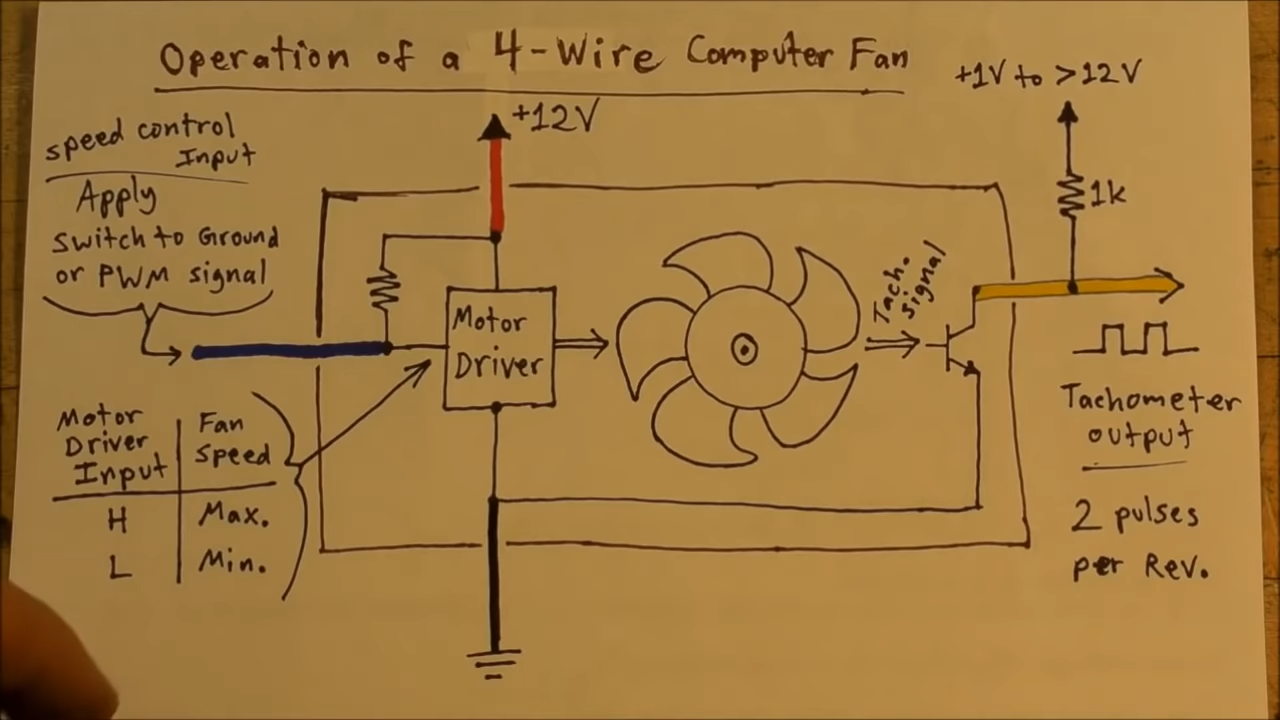 Operation of a 4-Wire Computer Fan
+1V to >12V
+12V
speed control
Input
Apply
Switch to Ground
or PWM signal
1k
Tach.
signal
Motor
Driver
Motor
Driver
Input
Fan
Speed
H
Max.
L
Min.
Tachometer
output
2 pulses
per Rev.